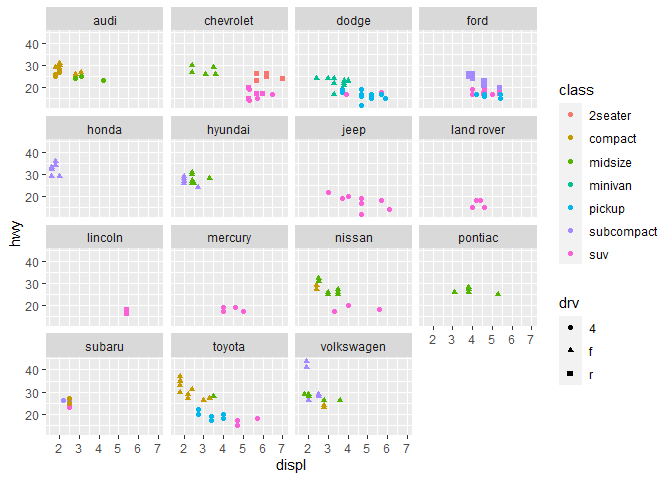 audi chevrolet dodge ford
40
30
20
honda hyundai jeep land rover
40
30
20
lincoln mercury nissan pontiac
40
30
20
2 3 4 5 6 7
subaru toyota volkswagen
40
30
20
2 3 4 5 6 7 2 3 4 5 6 7 2 3 4 5 6 7
displ
hwy
class
2seater
compact
midsize
minivan
pickup
subcompact
suv
drv
4
f
r